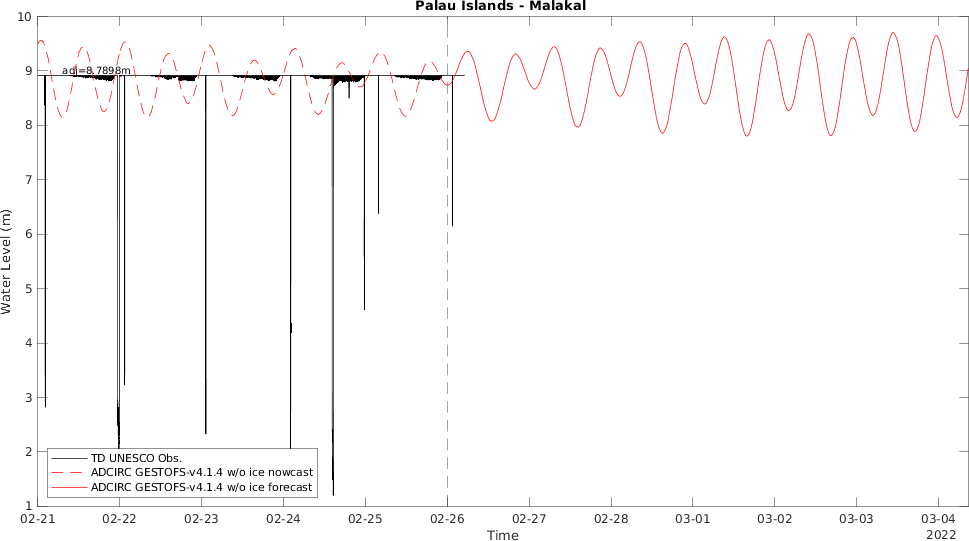 Palau Islands - Malakal
10
9
8
7
6
5
4
3
2
1
Water Level (m)
adj=8.7898m
TD UNESCO Obs.
ADCIRC GESTOFS-v4.1.4 w/o ice nowcast
ADCIRC GESTOFS-v4.1.4 w/o ice forecast
02-21 02-22 02-23 02-24 02-25 02-26 02-27 02-28 03-01 03-02 03-03 03-04
Time
2022